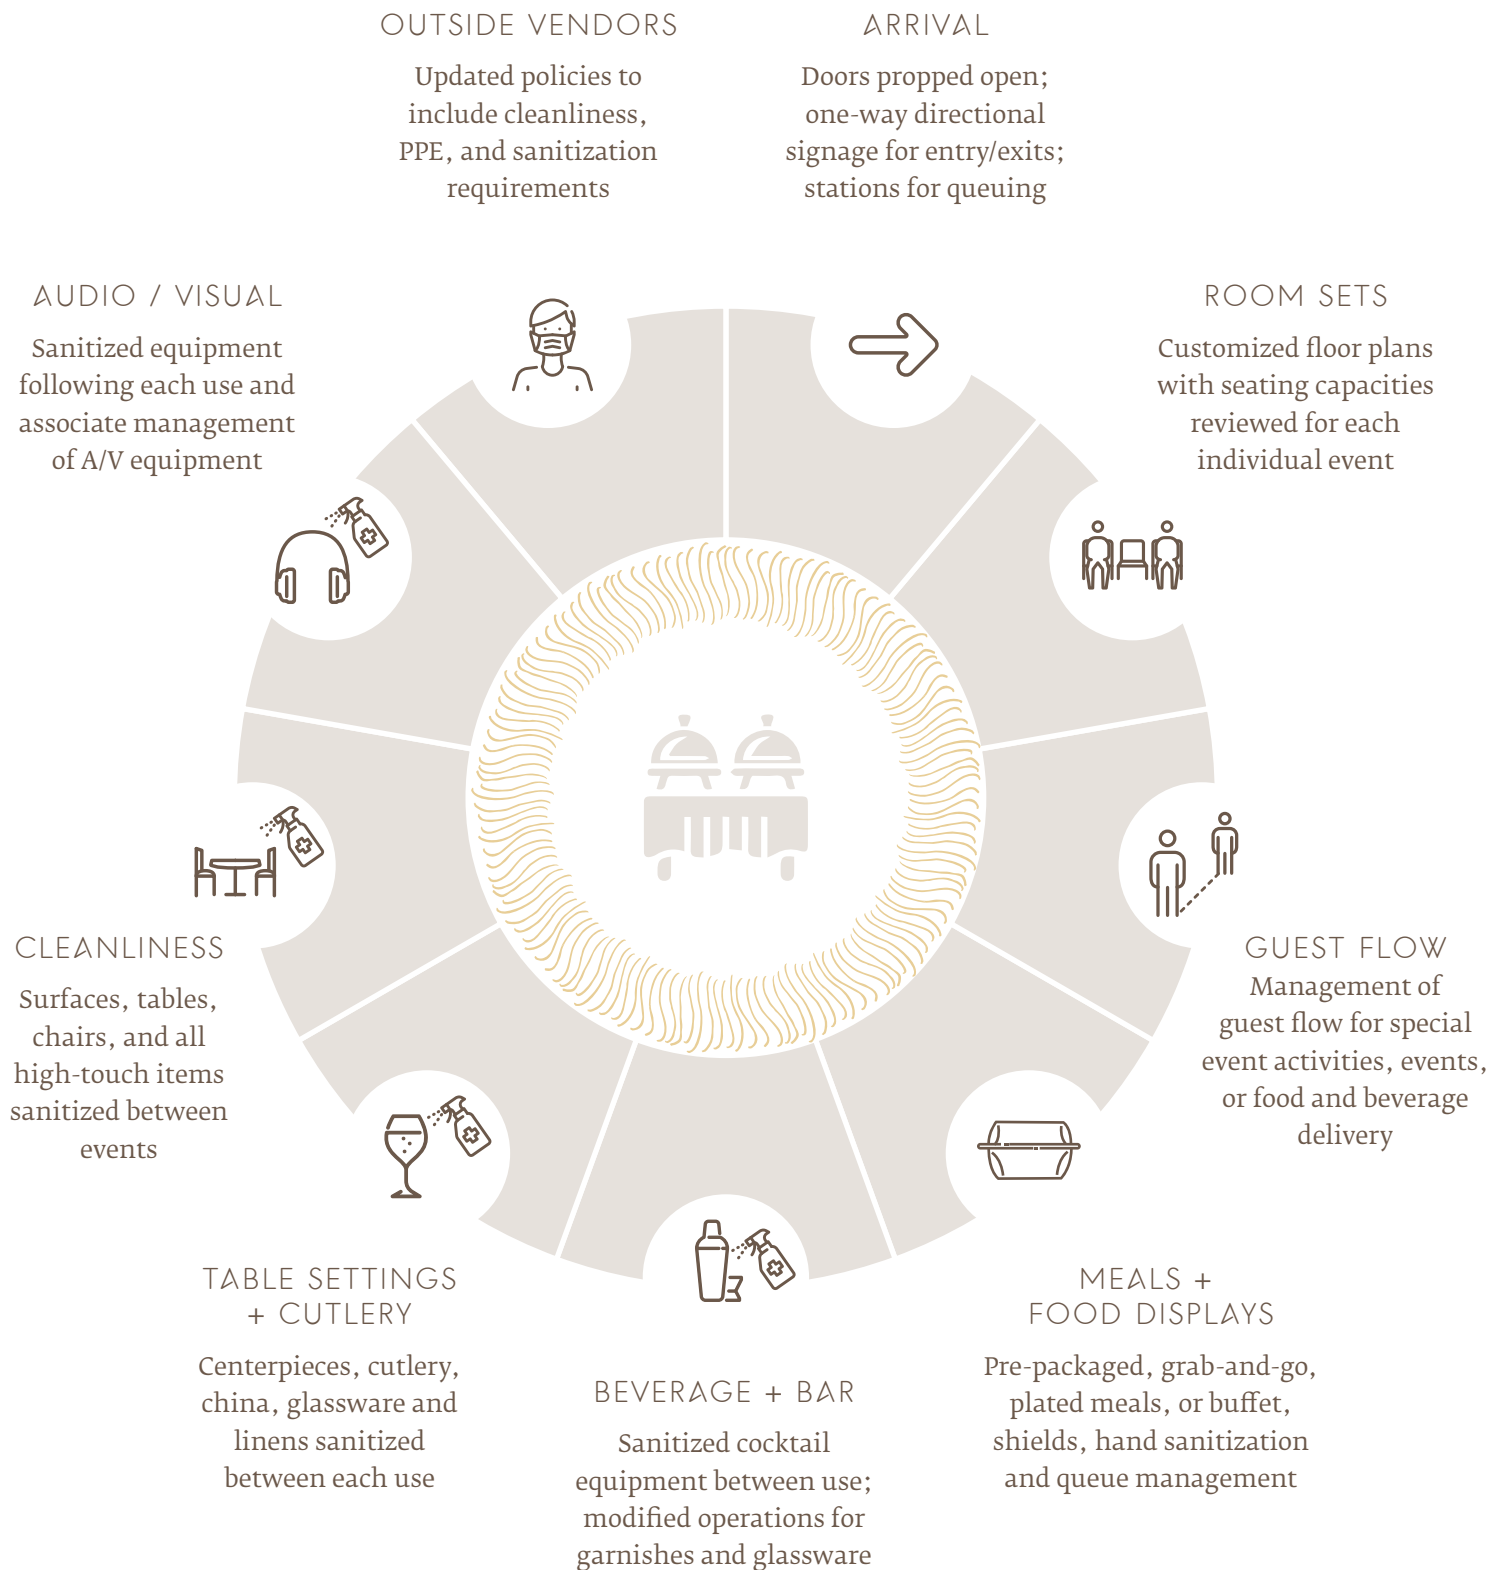 OUTSIDE VENDORS
Updated policies to
include cleanliness,
PPE, and sanitization
requirements
ARRIVAL
Doors propped open;
one-way directional
signage for entry/exits;
stations for queuing
AUDIO / VISUAL
Sanitized equipment
following each use and
associate management
of A/V equipment
ROOM SETS
Customized floor plans
with seating capacities
reviewed for each
individual event
CLEANLINESS
Surfaces, tables,
chairs, and all
high-touch items
sanitized between
events
GUEST FLOW
Management of
guest flow for special
event activities, events,
or food and beverage
delivery
TABLE SETTINGS
+ CUTLERY
Centerpieces, cutlery,
china, glassware and
linens sanitized
between each use
BEVERAGE + BAR
Sanitized cocktail
equipment between use;
modified operations for
garnishes and glassware
MEALS +
FOOD DISPLAYS
Pre-packaged, grab-and-go,
plated meals, or buffet,
shields, hand sanitization
and queue management